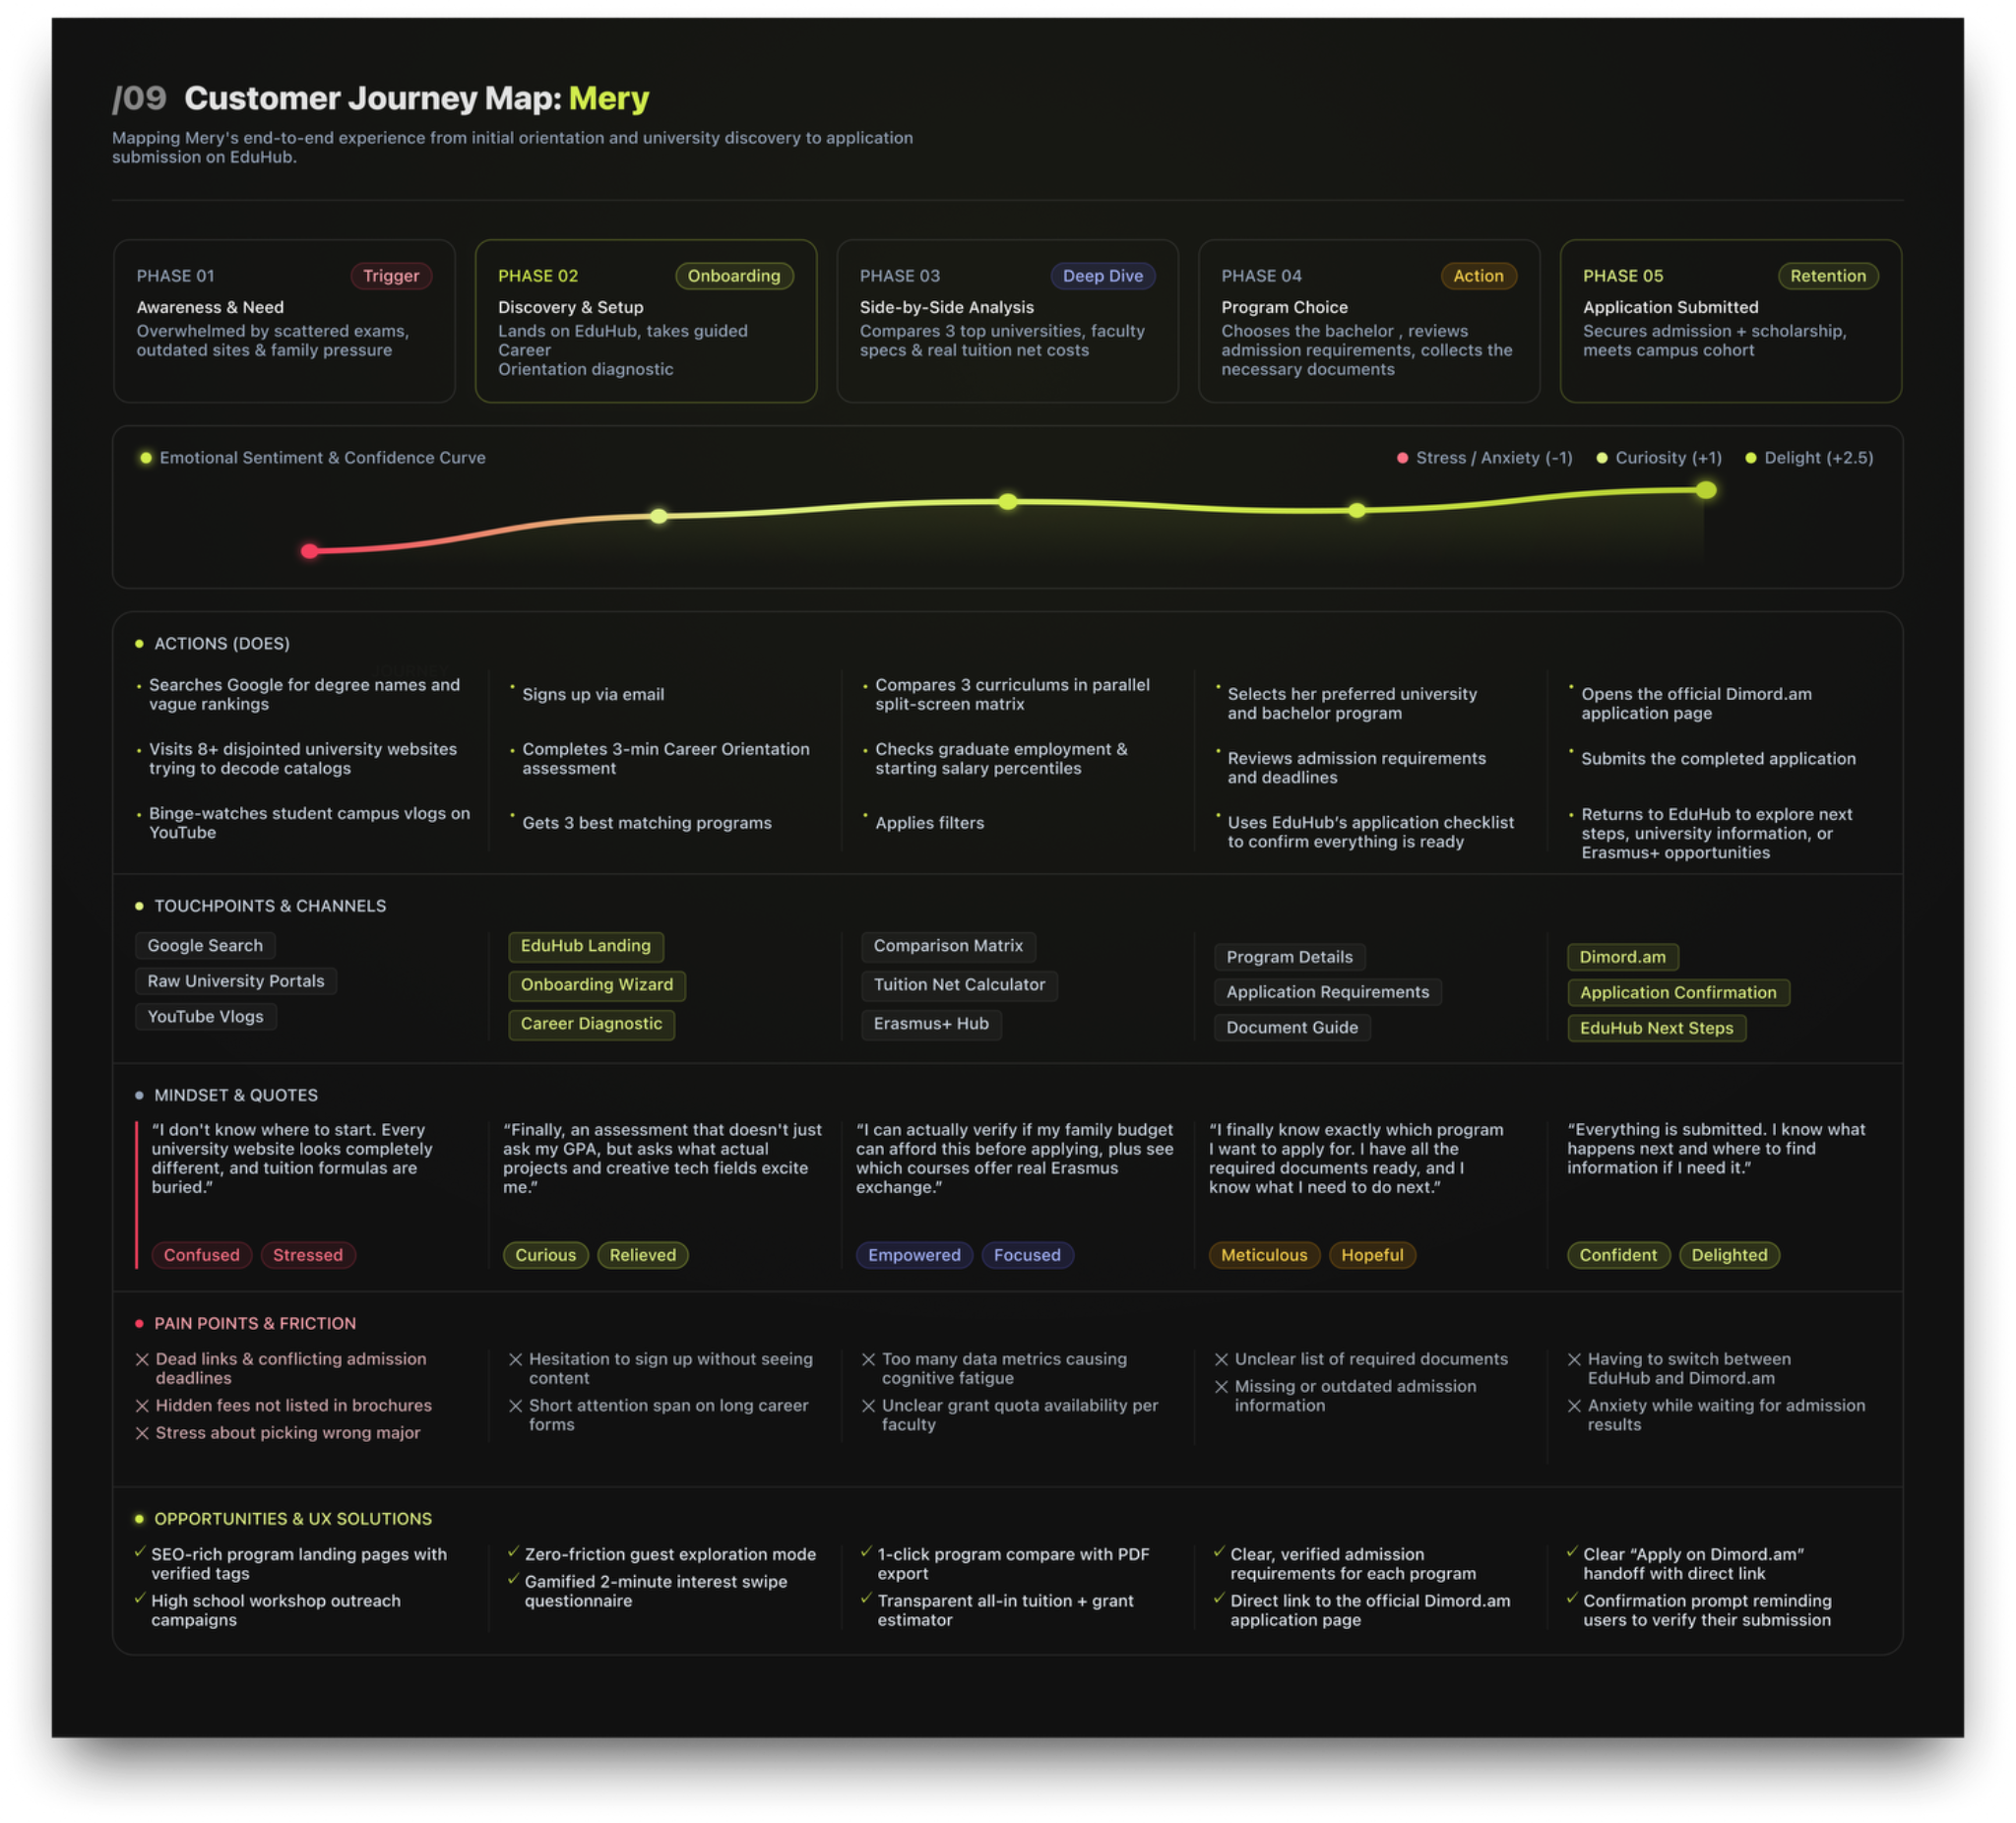 /09 Customer Journey Map: Mery
Mapping Mery's end-to-end experience from initial orientation and university discovery to application
submission on EduHub.
PHASE 01
Trigger
Awareness & Need
Overwhelmed by scattered exams,
outdated sites & family pressure
PHASE 02
Onboarding
Discovery & Setup
Lands on EduHub, takes guided
Career
Orientation diagnostic
PHASE 03
Deep Dive
Side-by-Side Analysis
Compares 3 top universities, faculty
specs & real tuition net costs
PHASE 04
Action
Program Choice
Chooses the bachelor , reviews
admission requirements, collects the
necessary documents
PHASE 05
Retention
Application Submitted
Secures admission + scholarship,
meets campus cohort
Emotional Sentiment & Confidence Curve
Stress / Anxiety (-1)
Curiosity (+1)
Delight (+2.5)
ACTIONS (DOES)
Searches Google for degree names and
vague rankings
Visits 8+ disjointed university websites
trying to decode catalogs
Binge-watches student campus vlogs on
YouTube
Signs up via email
Completes 3-min Career Orientation
assessment
Gets 3 best matching programs
Compares 3 curriculums in parallel
split-screen matrix
Checks graduate employment &
starting salary percentiles
Applies filters
Selects her preferred university
and bachelor program
Reviews admission requirements
and deadlines
Uses EduHub’s application checklist
to confirm everything is ready
Opens the official Dimord.am
application page
Submits the completed application
Returns to EduHub to explore next
steps, university information, or
Erasmus+ opportunities
TOUCHPOINTS & CHANNELS
Google Search
Raw University Portals
YouTube Vlogs
EduHub Landing
Onboarding Wizard
Career Diagnostic
Comparison Matrix
Tuition Net Calculator
Erasmus+ Hub
Program Details
Application Requirements
Document Guide
Dimord.am
Application Confirmation
EduHub Next Steps
MINDSET & QUOTES
“I don't know where to start. Every
university website looks completely
different, and tuition formulas are
buried.”
Confused
Stressed
“Finally, an assessment that doesn't just
ask my GPA, but asks what actual
projects and creative tech fields excite
me.”
Curious
Relieved
“I can actually verify if my family budget
can afford this before applying, plus see
which courses offer real Erasmus
exchange.”
Empowered
Focused
“I finally know exactly which program
I want to apply for. I have all the
required documents ready, and I
know what I need to do next.”
Meticulous
Hopeful
“Everything is submitted. I know what
happens next and where to find
information if I need it.”
Confident
Delighted
PAIN POINTS & FRICTION
Dead links & conflicting admission
deadlines
Hidden fees not listed in brochures
Stress about picking wrong major
Hesitation to sign up without seeing
content
Short attention span on long career
forms
Too many data metrics causing
cognitive fatigue
Unclear grant quota availability per
faculty
Unclear list of required documents
Missing or outdated admission
information
Having to switch between
EduHub and Dimord.am
Anxiety while waiting for admission
results
OPPORTUNITIES & UX SOLUTIONS
SEO-rich program landing pages with
verified tags
High school workshop outreach
campaigns
Zero-friction guest exploration mode
Gamified 2-minute interest swipe
questionnaire
1-click program compare with PDF
export
Transparent all-in tuition + grant
estimator
Clear, verified admission
requirements for each program
Direct link to the official Dimord.am
application page
Clear “Apply on Dimord.am”
handoff with direct link
Confirmation prompt reminding
users to verify their submission